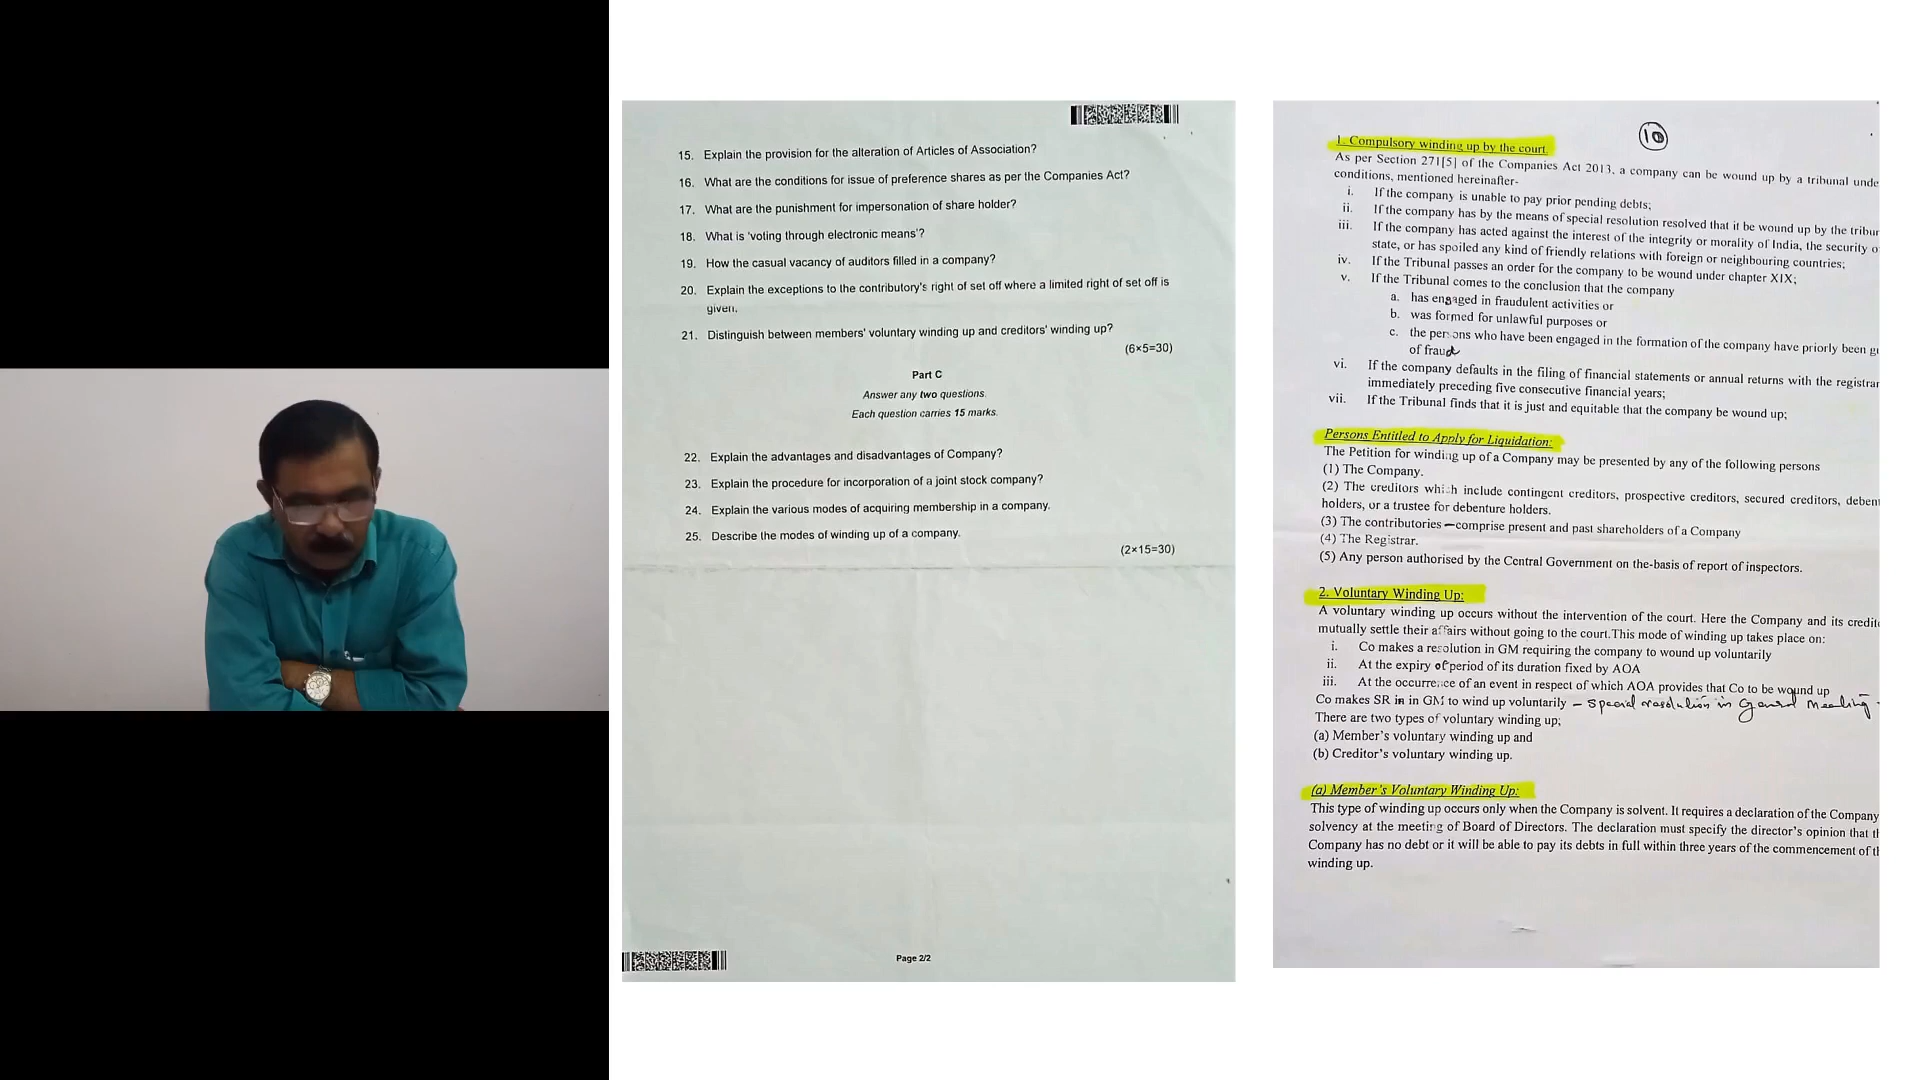 15. Explain the provision for the alteration of Articles of Association?
16. What are the conditions for issue of preference shares as per the Companies Act?
17. What are the punishment for impersonation of share holder?
18. What is 'voting through electronic means'?
19. How the casual vacancy of auditors filled in a company?
20. Explain the exceptions to the contributory's right of set off where a limited right of set off is
given.
21. Distinguish between members' voluntary winding up and creditors' winding up?
(6×5=30)
Part C
Answer any two questions.
Each question carries 15 marks.
22. Explain the advantages and disadvantages of Company?
23. Explain the procedure for incorporation of a joint stock company?
24. Explain the various modes of acquiring membership in a company.
25. Describe the modes of winding up of a company.
(2×15=30)
Page 2/2
10
1. Compulsory winding up by the court.
As per Section 271[5] of the Companies Act 2013, a company can be wound up by a tribunal unde
conditions, mentioned hereinafter-
i. If the company is unable to pay prior pending debts;
ii. If the company has by the means of special resolution resolved that it be wound up by the tribun
iii. If the company has acted against the interest of the integrity or morality of India, the security o
state, or has spoiled any kind of friendly relations with foreign or neighbouring countries;
iv. If the Tribunal passes an order for the company to be wound under chapter XIX;
v. If the Tribunal comes to the conclusion that the company
a. has engaged in fraudulent activities or
b. was formed for unlawful purposes or
c. the persons who have been engaged in the formation of the company have priorly been gu
of fraud
vi. If the company defaults in the filing of financial statements or annual returns with the registrar
immediately preceding five consecutive financial years;
vii. If the Tribunal finds that it is just and equitable that the company be wound up;
Persons Entitled to Apply for Liquidation:
The Petition for winding up of a Company may be presented by any of the following persons
(1) The Company.
(2) The creditors which include contingent creditors, prospective creditors, secured creditors, deben
holders, or a trustee for debenture holders.
(3) The contributories – comprise present and past shareholders of a Company
(4) The Registrar.
(5) Any person authorised by the Central Government on the-basis of report of inspectors.
2. Voluntary Winding Up:
A voluntary winding up occurs without the intervention of the court. Here the Company and its credit
mutually settle their affairs without going to the court.This mode of winding up takes place on:
i. Co makes a resolution in GM requiring the company to wound up voluntarily
ii. At the expiry of period of its duration fixed by AOA
iii. At the occurrence of an event in respect of which AOA provides that Co to be wound up
Co makes SR in in GM to wind up voluntarily – Special resolution in General Meeting
There are two types of voluntary winding up;
(a) Member's voluntary winding up and
(b) Creditor's voluntary winding up.
(a) Member's Voluntary Winding Up:
This type of winding up occurs only when the Company is solvent. It requires a declaration of the Company
solvency at the meeting of Board of Directors. The declaration must specify the director's opinion that th
Company has no debt or it will be able to pay its debts in full within three years of the commencement of th
winding up.